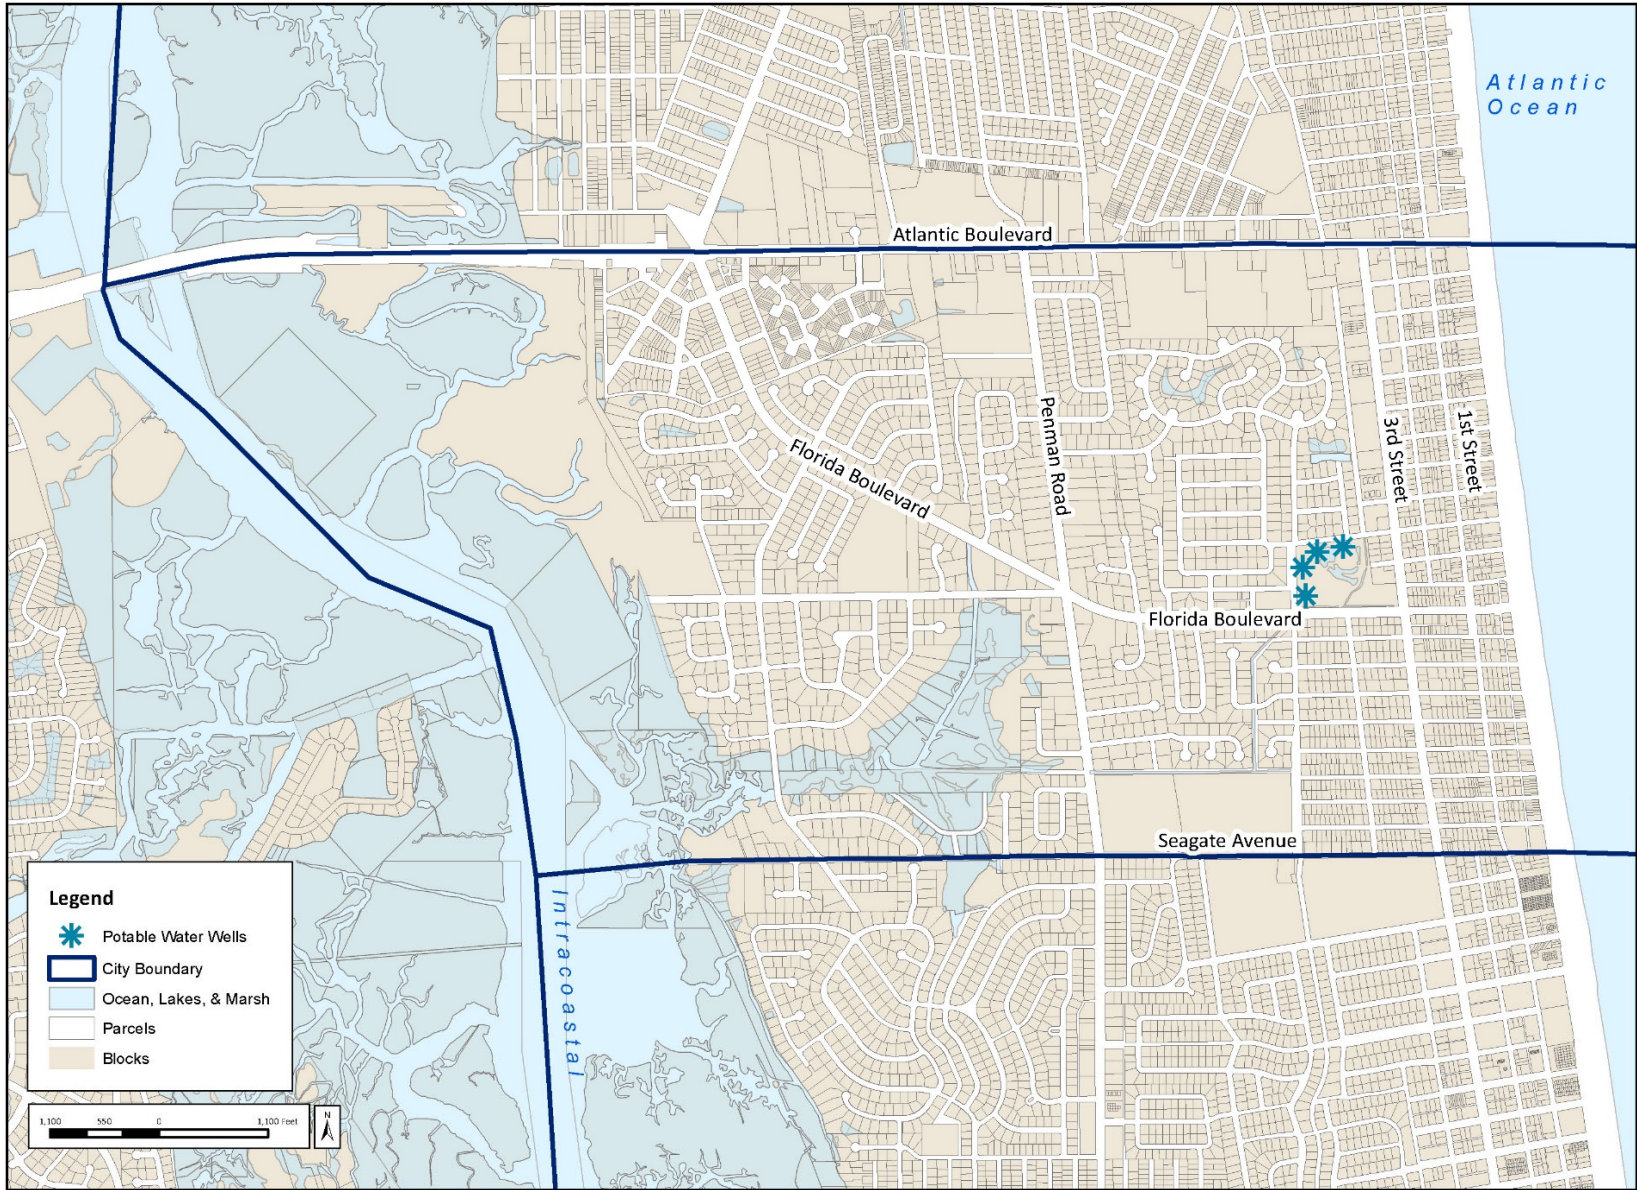 Atlantic
Ocean
Atlantic Boulevard
Florida Boulevard
Penman Road
3rd Street
1st Street
Florida Boulevard
Seagate Avenue
Intracoastal
Legend
Potable Water Wells
City Boundary
Ocean, Lakes, & Marsh
Parcels
Blocks
1,100 550 0 1,100 Feet
N